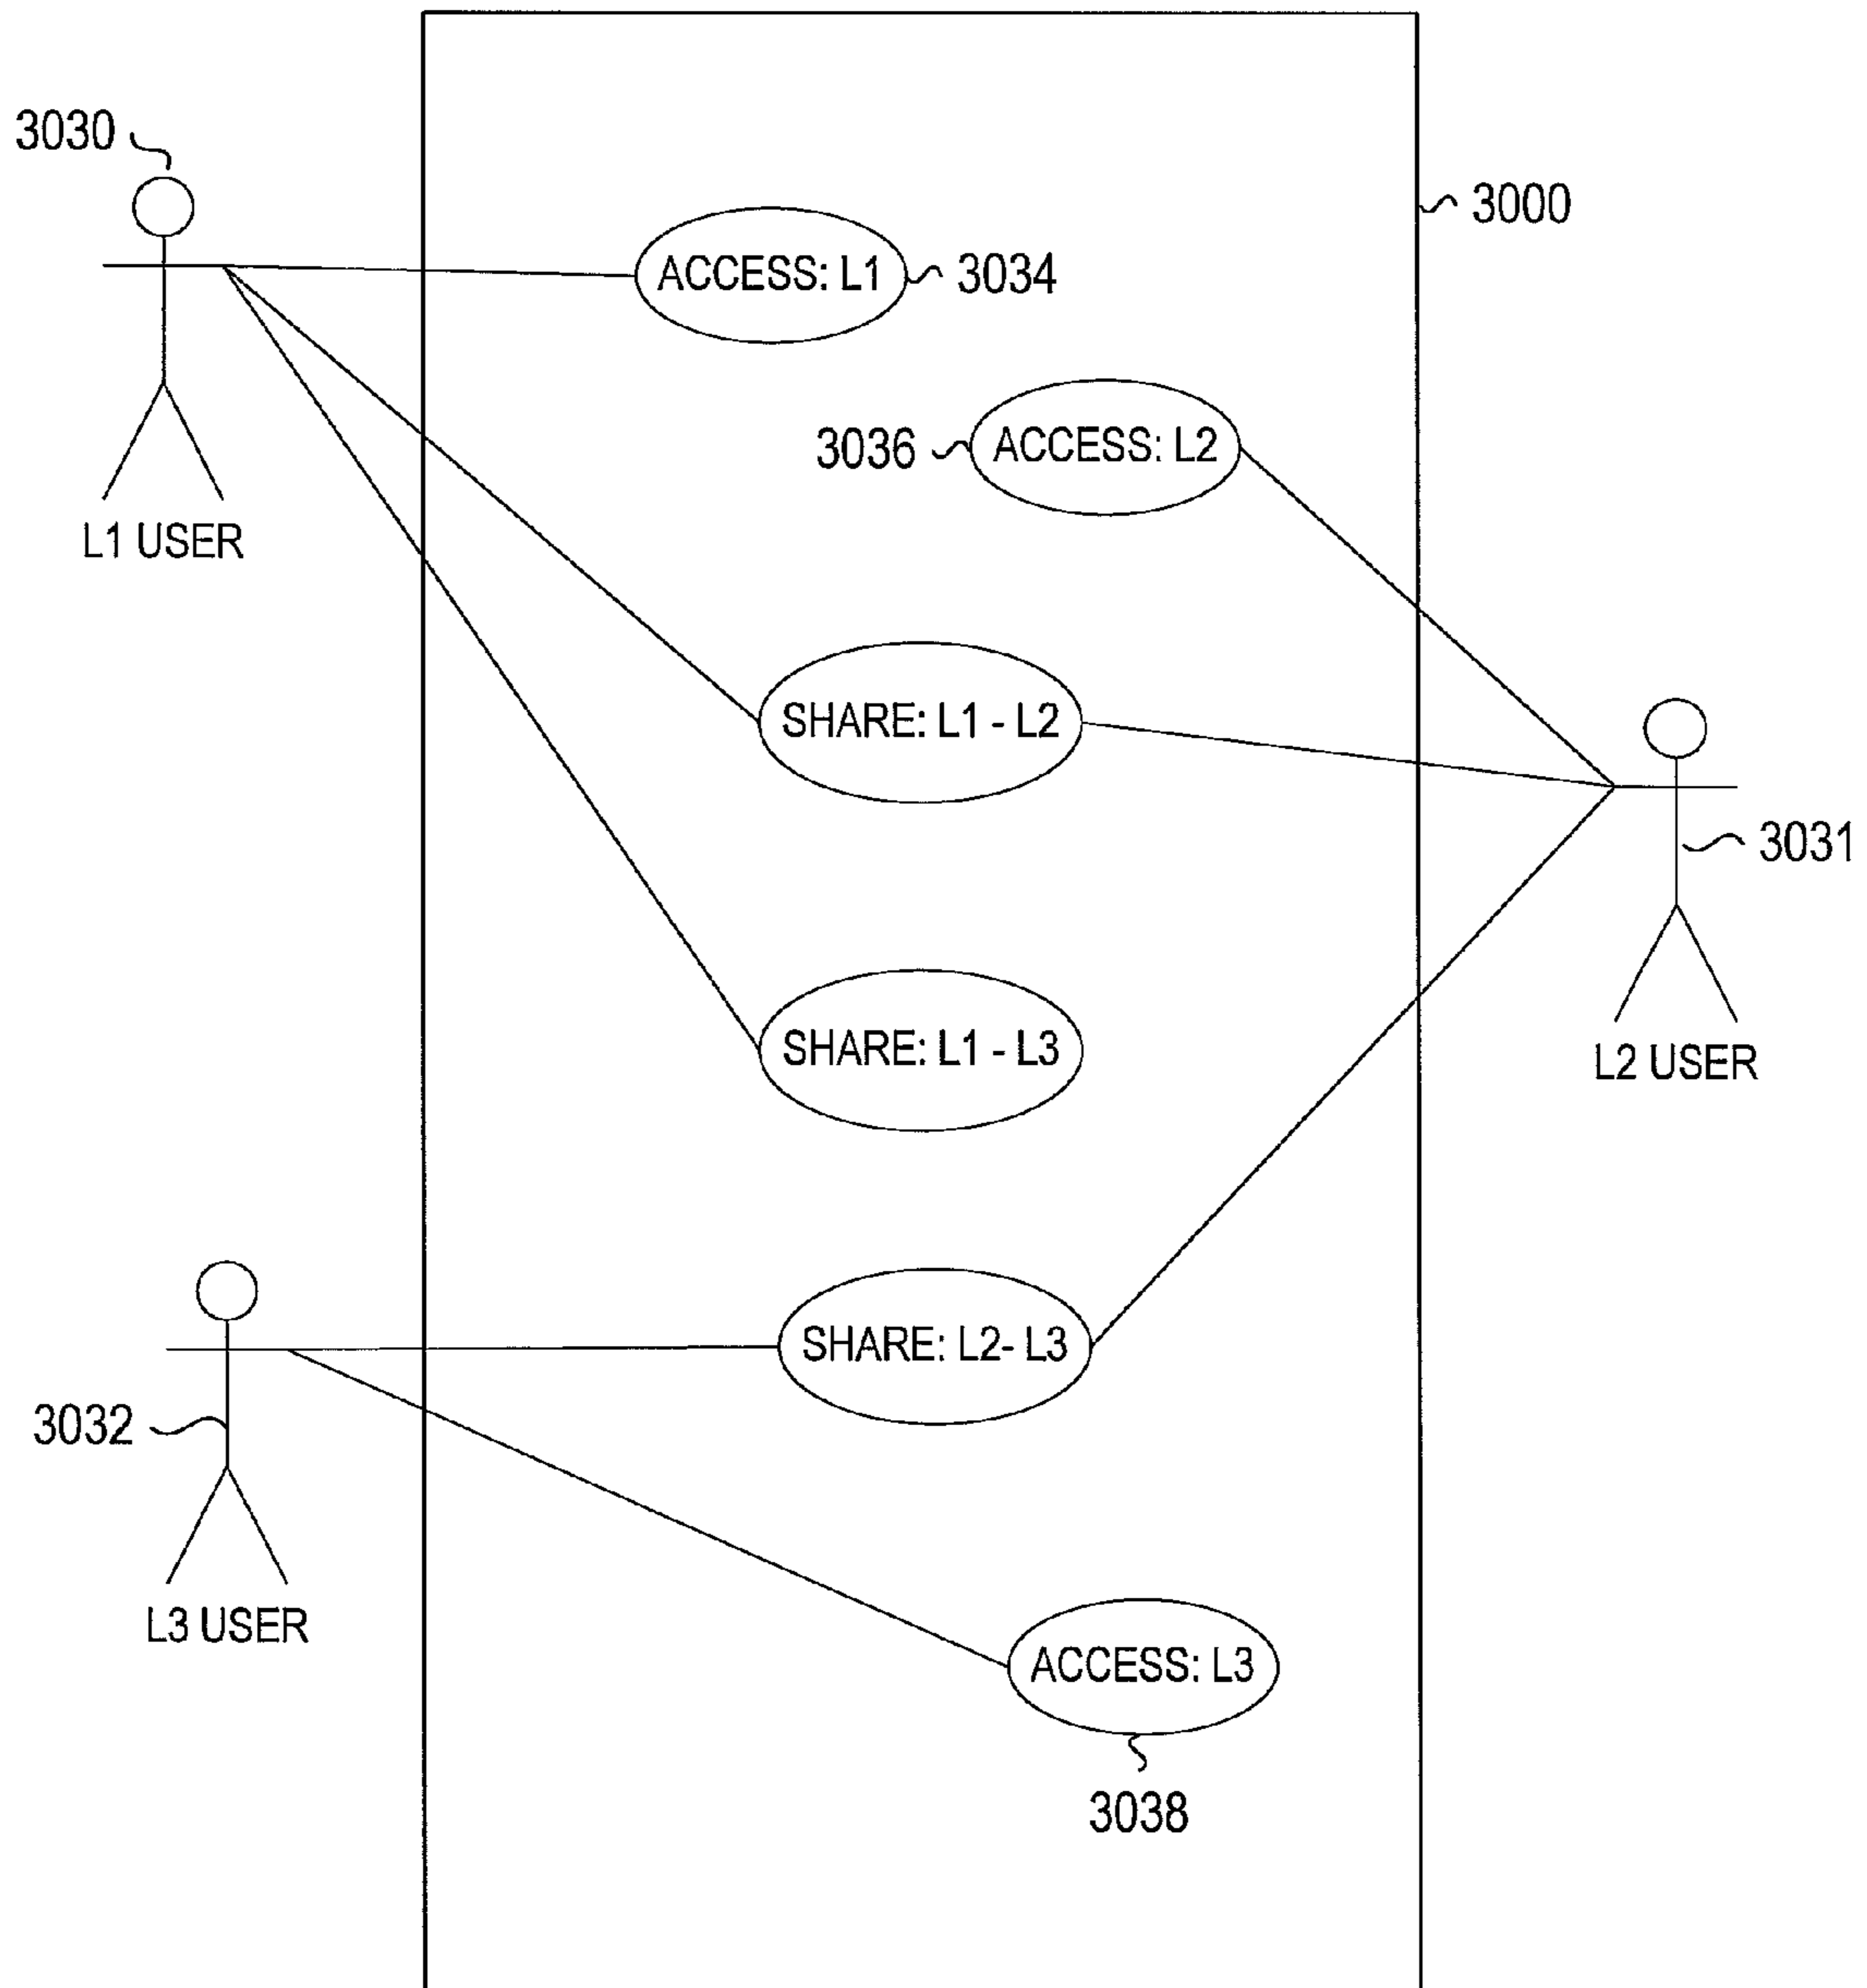 3030
3000
ACCESS: L1
3034
3036
ACCESS: L2
L1 USER
SHARE: L1 - L2
3031
SHARE: L1 - L3
L2 USER
SHARE: L2- L3
3032
L3 USER
ACCESS: L3
3038